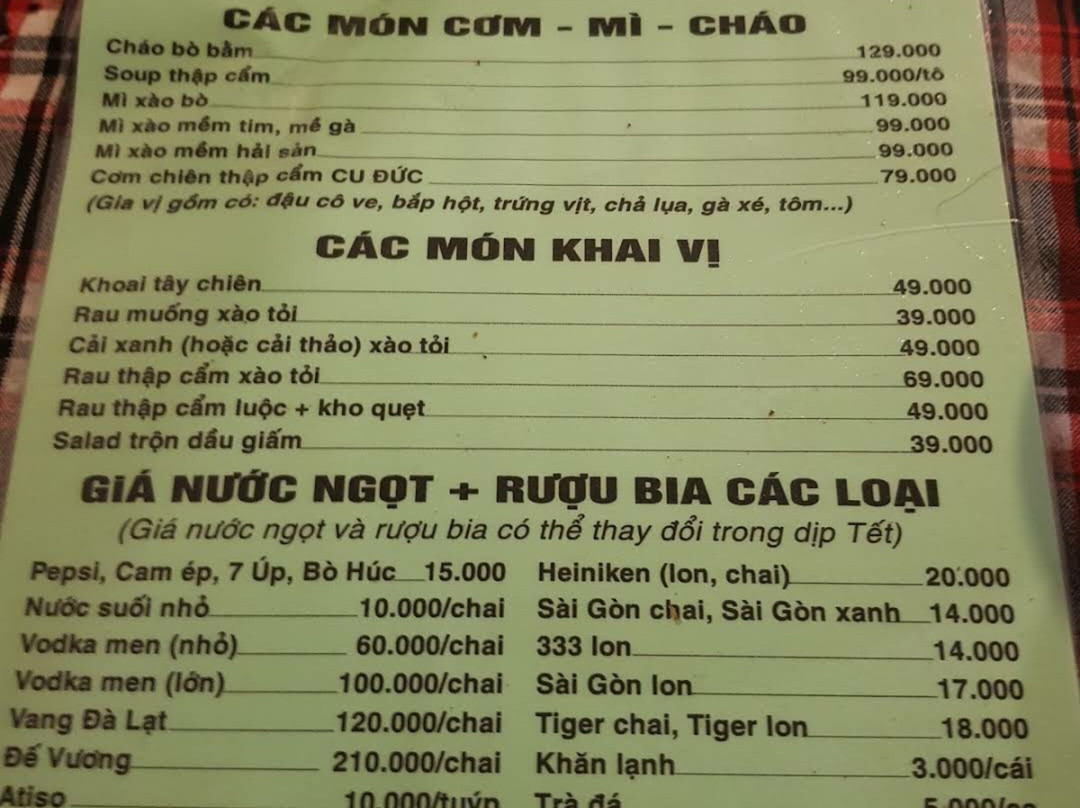 CÁC MÓN CƠM - MÌ - CHÁO
Cháo bò bằm 129.000
Soup thập cẩm 99.000/tô
Mì xào bò 119.000
Mì xào mềm tim, mề gà 99.000
Mì xào mềm hải sản 99.000
Cơm chiên thập cẩm CU ĐỨC 79.000
(Gia vị gồm có: đậu cô ve, bắp hột, trứng vịt, chả lụa, gà xé, tôm...)
CÁC MÓN KHAI VỊ
Khoai tây chiên 49.000
Rau muống xào tỏi 39.000
Cải xanh (hoặc cải thảo) xào tỏi 49.000
Rau thập cẩm xào tỏi 69.000
Rau thập cẩm luộc + kho quẹt 49.000
Salad trộn dầu giấm 39.000
GIÁ NƯỚC NGỌT + RƯỢU BIA CÁC LOẠI
(Giá nước ngọt và rượu bia có thể thay đổi trong dịp Tết)
Pepsi, Cam ép, 7 Úp, Bò Húc 15.000
Nước suối nhỏ 10.000/chai
Vodka men (nhỏ) 60.000/chai
Vodka men (lớn) 100.000/chai
Vang Đà Lạt 120.000/chai
Đế Vương 210.000/chai
Atiso 10.000/tuýp
Heiniken (lon, chai) 20.000
Sài Gòn chai, Sài Gòn xanh 14.000
333 lon 14.000
Sài Gòn lon 17.000
Tiger chai, Tiger lon 18.000
Khăn lạnh 3.000/cái
Trà đá